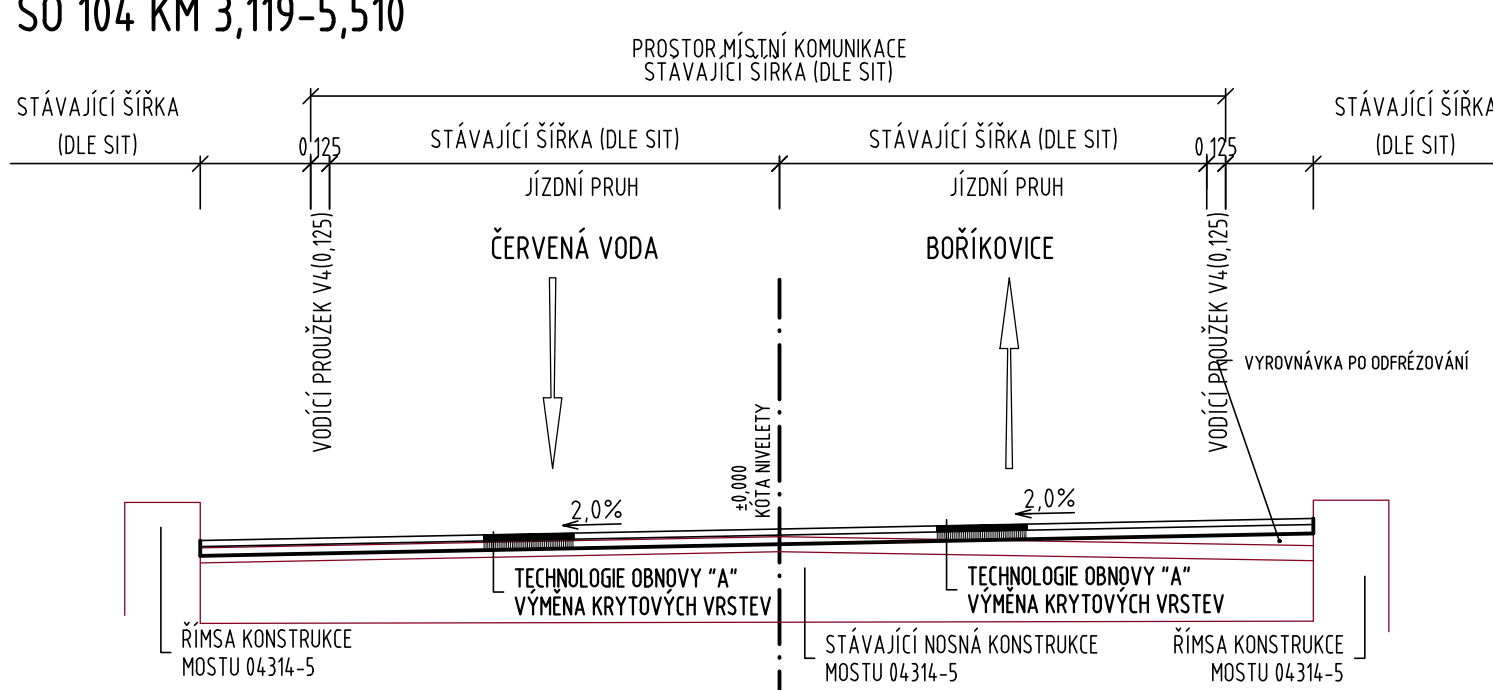 SO 104 KM 3,119-5,510
PROSTOR MÍSTNÍ KOMUNIKACE
STÁVAJÍCÍ ŠÍŘKA (DLE SIT)
STÁVAJÍCÍ ŠÍŘKA
(DLE SIT)
0,125
STÁVAJÍCÍ ŠÍŘKA (DLE SIT)
STÁVAJÍCÍ ŠÍŘKA (DLE SIT)
0,125
STÁVAJÍCÍ ŠÍŘKA
(DLE SIT)
JÍZDNÍ PRUH
JÍZDNÍ PRUH
VODÍCÍ PROUŽEK V4(0,125)
ČERVENÁ VODA
BOŘÍKOVICE
VODÍCÍ PROUŽEK V4(0,125)
VYROVNÁVKA PO ODFRÉZOVÁNÍ
±0,000
KÓTA NIVELETY
2,0%
2,0%
TECHNOLOGIE OBNOVY "A"
VÝMĚNA KRYTOVÝCH VRSTEV
TECHNOLOGIE OBNOVY "A"
VÝMĚNA KRYTOVÝCH VRSTEV
ŘÍMSA KONSTRUKCE
MOSTU 04314-5
STÁVAJÍCÍ NOSNÁ KONSTRUKCE
MOSTU 04314-5
ŘÍMSA KONSTRUKCE
MOSTU 04314-5